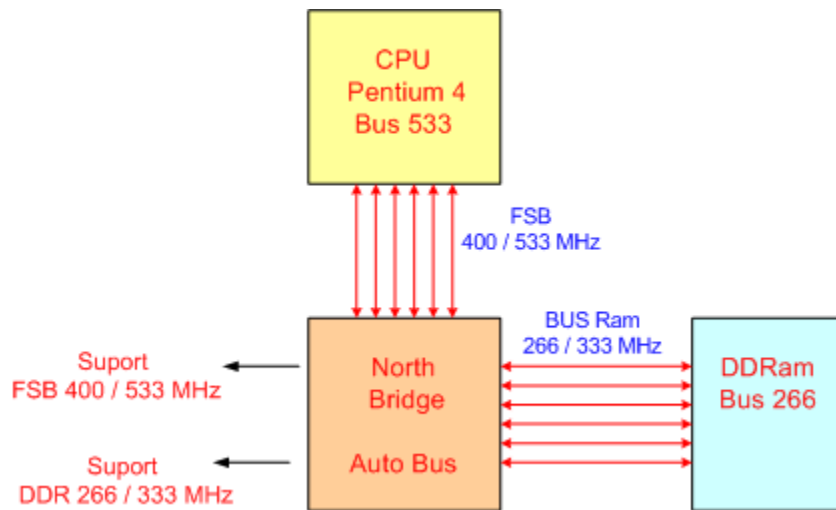 CPU
Pentium 4
Bus 533
FSB
400 / 533 MHz
BUS Ram
266 / 333 MHz
Suport
FSB 400 / 533 MHz
North
Bridge
Auto Bus
DDRam
Bus 266
Suport
DDR 266 / 333 MHz